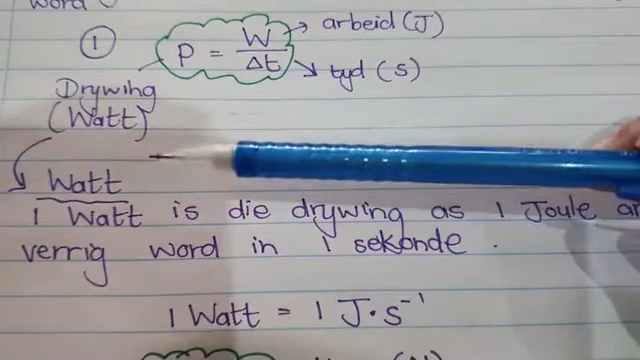 word
① P = W/Δt → arbeid (J)
→ tyd (s)
Drywing
(Watt)
Watt
1 Watt is die drywing as 1 Joule
verrig word in 1 sekonde.
1 Watt = 1 J·s⁻¹